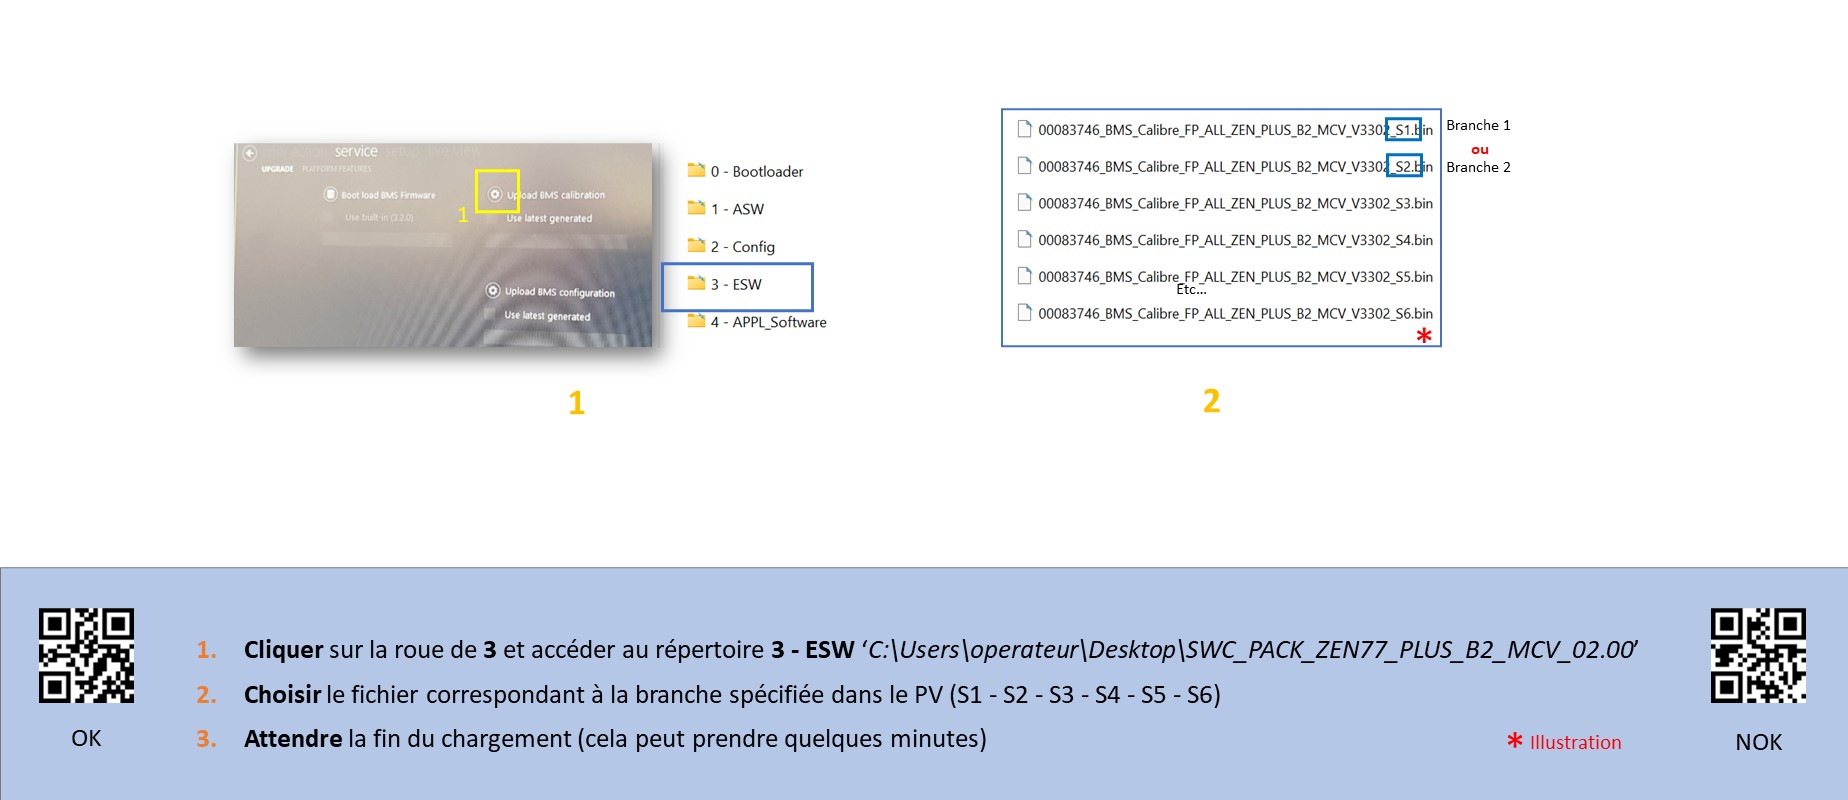 service
UPGRADE PLATFORM FEATURES
Boot load BMS Firmware
Use built-in (3.2.0)
1
Upload BMS calibration
Use latest generated
Upload BMS configuration
Use latest generated
0 - Bootloader
1 - ASW
2 - Config
3 - ESW
4 - APPL_Software
1
00083746_BMS_Calibre_FP_ALL_ZEN_PLUS_B2_MCV_V3302_S1.bin
00083746_BMS_Calibre_FP_ALL_ZEN_PLUS_B2_MCV_V3302_S2.bin
00083746_BMS_Calibre_FP_ALL_ZEN_PLUS_B2_MCV_V3302_S3.bin
00083746_BMS_Calibre_FP_ALL_ZEN_PLUS_B2_MCV_V3302_S4.bin
00083746_BMS_Calibre_FP_ALL_ZEN_PLUS_B2_MCV_V3302_S5.bin
Etc...
00083746_BMS_Calibre_FP_ALL_ZEN_PLUS_B2_MCV_V3302_S6.bin
*
Branche 1
ou
Branche 2
2
OK
1. Cliquer sur la roue de 3 et accéder au répertoire 3 - ESW ‘C:\Users\operateur\Desktop\SWC_PACK_ZEN77_PLUS_B2_MCV_02.00’
2. Choisir le fichier correspondant à la branche spécifiée dans le PV (S1 - S2 - S3 - S4 - S5 - S6)
3. Attendre la fin du chargement (cela peut prendre quelques minutes)
* Illustration
NOK